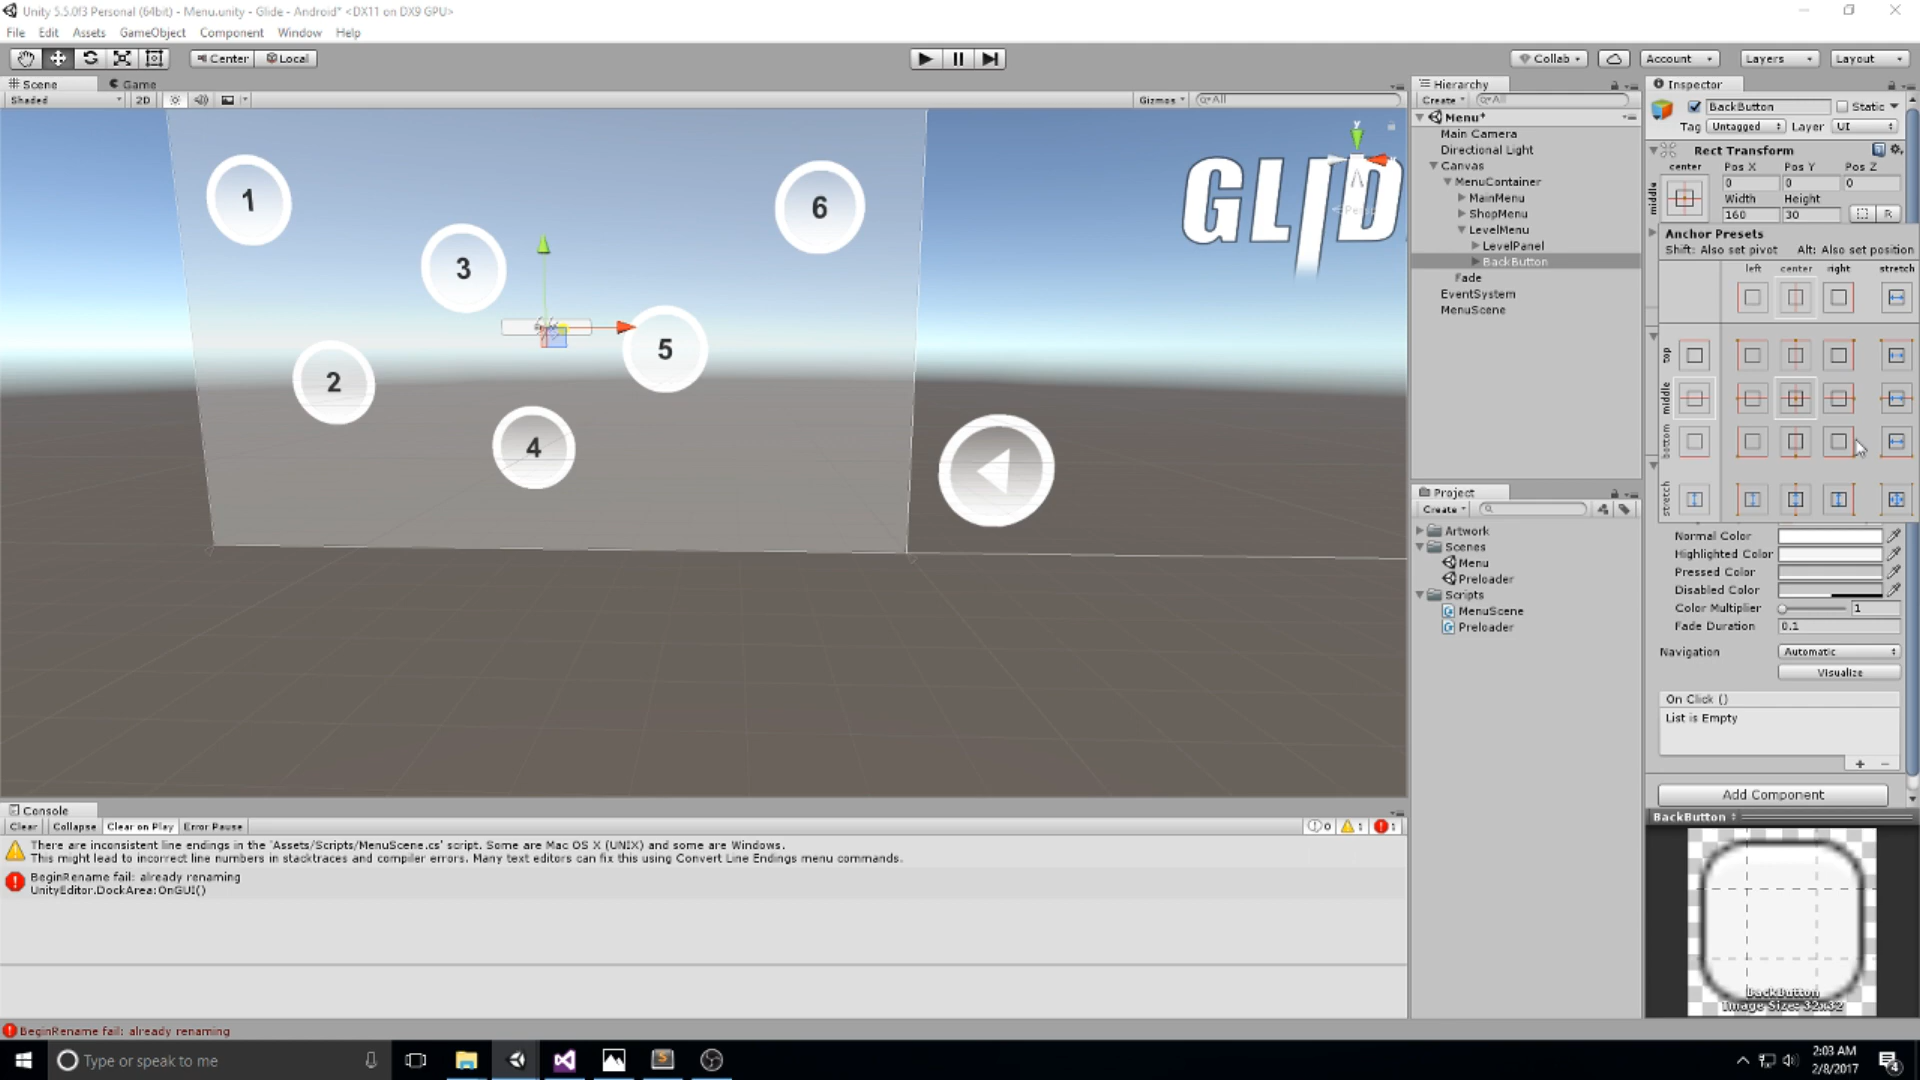 Unity 5.5.0f3 Personal (64bit) - Menu.unity - Glide - Android* <DX11 on DX9 GPU>
File Edit Assets GameObject Component Window Help
Center Local
Collab Account Layers Layout
Scene Game
Shaded 2D Gizmos All
1
6
3
5
2
4
GLID
y
Hierarchy
Create All
Menu*
Main Camera
Directional Light
Canvas
MenuContainer
MainMenu
ShopMenu
LevelMenu
LevelPanel
BackButton
Fade
EventSystem
MenuScene
Project
Create
Artwork
Scenes
Menu
Preloader
Scripts
MenuScene
Preloader
Inspector
BackButton Static
Tag Untagged Layer UI
Rect Transform
center Pos X Pos Y Pos Z
middle 0 0 0
Width Height
160 30 R
Anchor Presets
Shift: Also set pivot Alt: Also set position
left center right stretch
top
middle
bottom
stretch
Normal Color
Highlighted Color
Pressed Color
Disabled Color
Color Multiplier 1
Fade Duration 0.1
Navigation Automatic
Visualize
On Click ()
List is Empty
+ −
Add Component
BackButton
BackButton
Image Size: 32x32
Console
Clear Collapse Clear on Play Error Pause 0 1 1
There are inconsistent line endings in the 'Assets/Scripts/MenuScene.cs' script. Some are Mac OS X (UNIX) and some are Windows.
This might lead to incorrect line numbers in stacktraces and compiler errors. Many text editors can fix this using Convert Line Endings menu commands.
BeginRename fail: already renaming
UnityEditor.DockArea:OnGUI()
BeginRename fail: already renaming
Type or speak to me
2:03 AM
2/8/2017
4